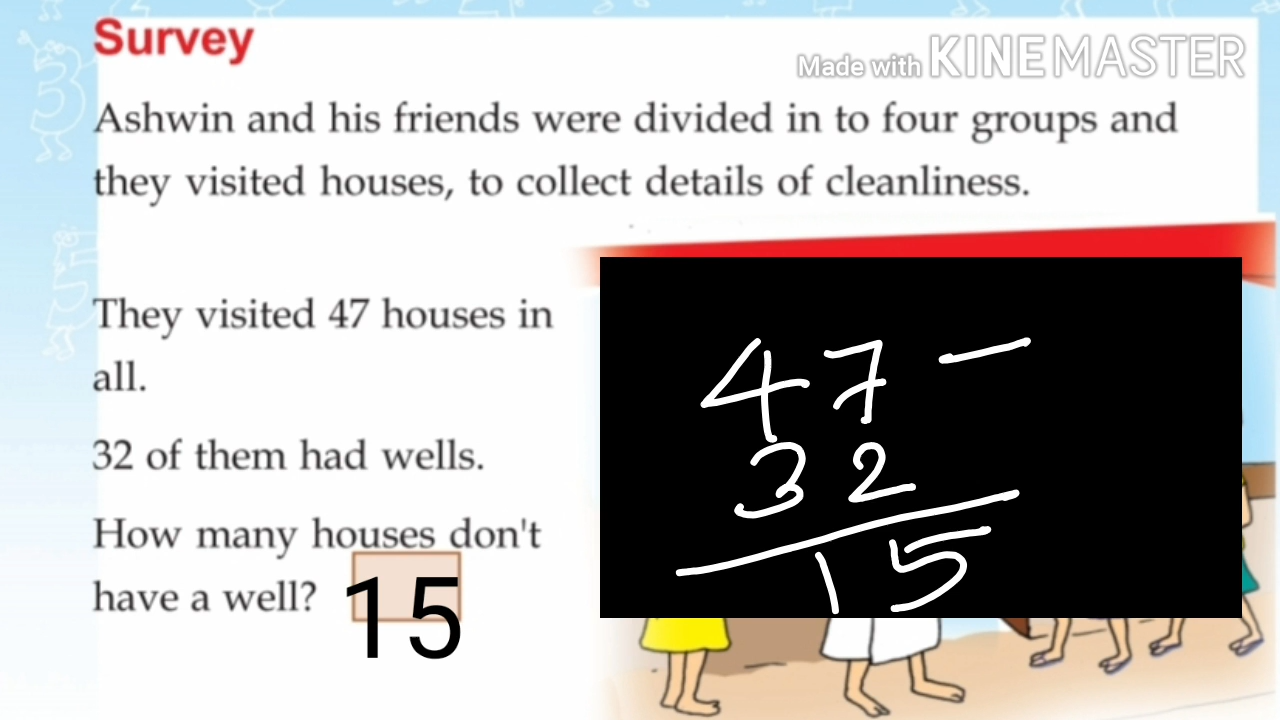 Survey
Made with KINEMASTER
Ashwin and his friends were divided in to four groups and
they visited houses, to collect details of cleanliness.
They visited 47 houses in
all.
32 of them had wells.
How many houses don't
have a well? 15
47 –
32
15